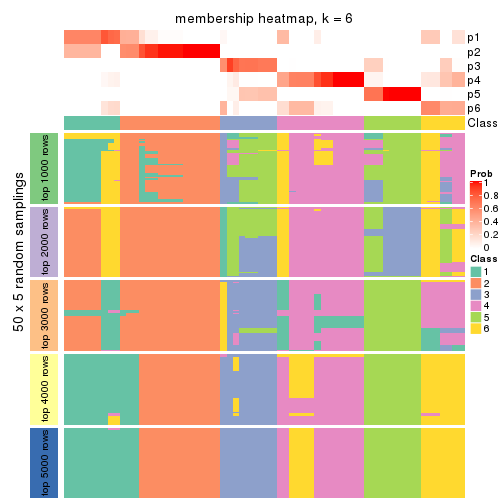 membership heatmap, k = 6
p1
p2
p3
p4
p5
p6
Class
50 x 5 random samplings
top 1000 rows
top 2000 rows
top 3000 rows
top 4000 rows
top 5000 rows
Prob
1
0.8
0.6
0.4
0.2
0
Class
1
2
3
4
5
6